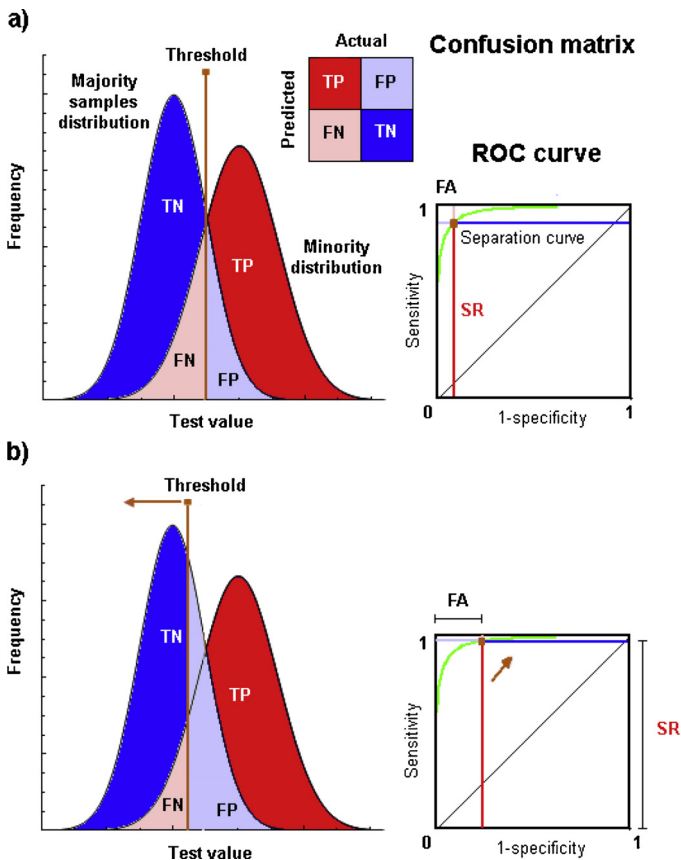 a)
Threshold
Majority
samples
distribution
TN
TP
FN
FP
Minority
distribution
Frequency
Test value
Actual
Predicted
TP
FP
FN
TN
Confusion matrix
ROC curve
FA
1
Separation curve
SR
Sensitivity
0
1-specificity
1
b)
Threshold
TN
TP
FN
FP
Frequency
Test value
FA
1
SR
Sensitivity
0
1-specificity
1